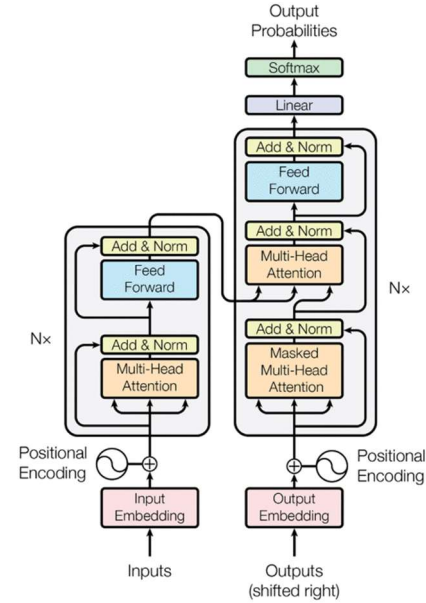 Output
Probabilities
Softmax
Linear
Add & Norm
Feed
Forward
Add & Norm
Multi-Head
Attention
Add & Norm
Masked
Multi-Head
Attention
Nx
Positional
Encoding
Output
Embedding
Outputs
(shifted right)
Add & Norm
Feed
Forward
Add & Norm
Multi-Head
Attention
Nx
Positional
Encoding
Input
Embedding
Inputs